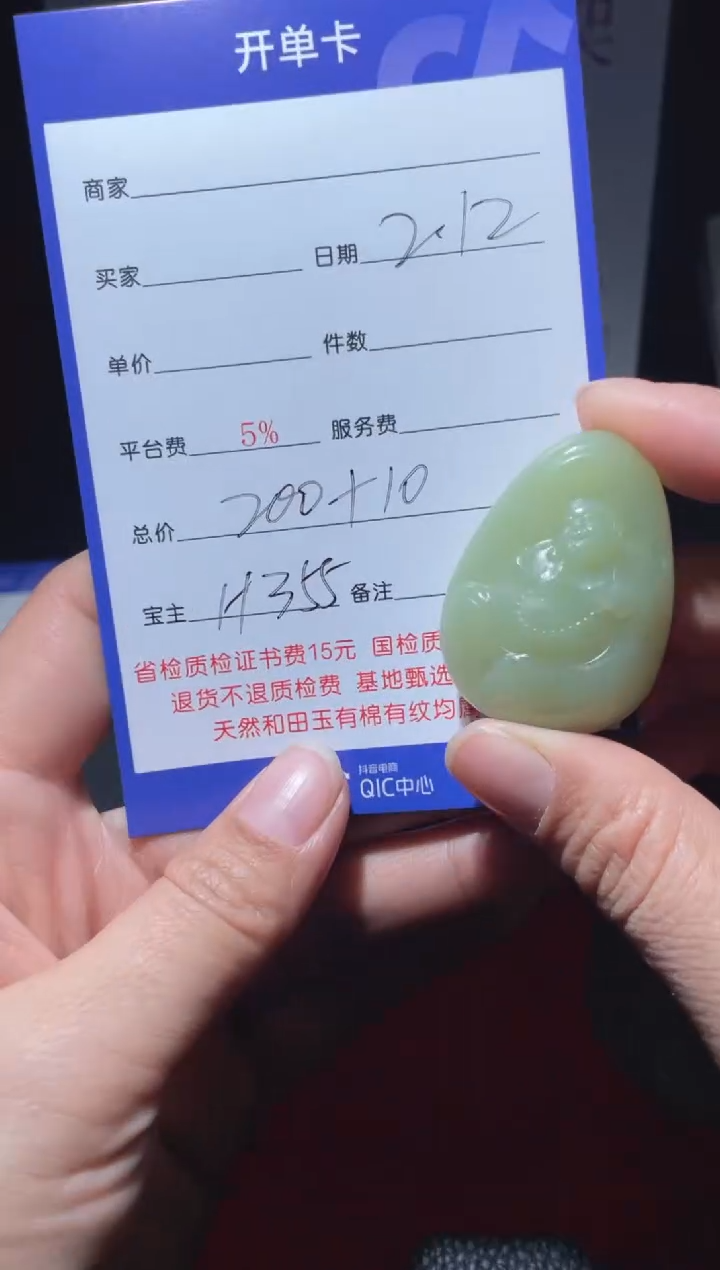 开单卡
商家
买家 日期 2.12
单价 件数
平台费 5% 服务费
总价 200+10
宝主 H355 备注
省检质检证书费15元 国检质
退货不退质检费 基地甄选
天然和田玉有棉有纹均
抖音电商
QIC中心